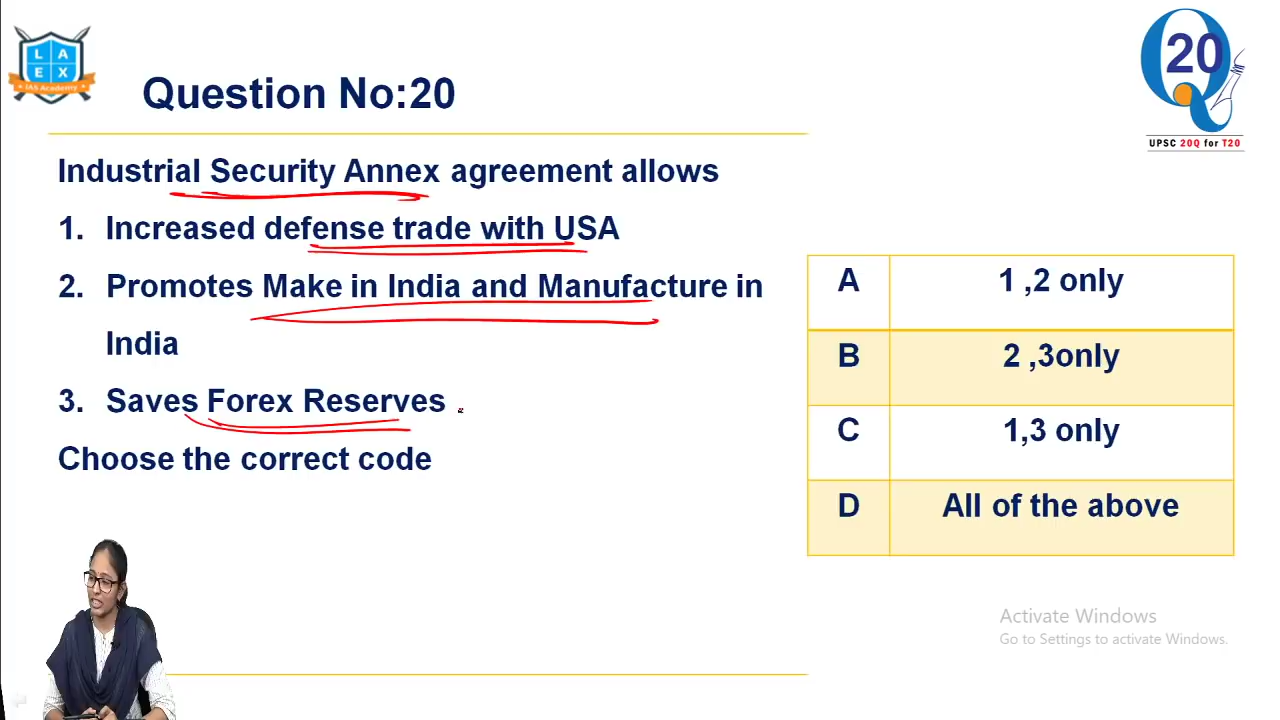 L A
E X
IAS Academy
Question No:20
20
UPSC 20Q for T20
Industrial Security Annex agreement allows
1. Increased defense trade with USA
2. Promotes Make in India and Manufacture in
India
3. Saves Forex Reserves .
Choose the correct code
A 1 ,2 only
B 2 ,3only
C 1,3 only
D All of the above
Activate Windows
Go to Settings to activate Windows.